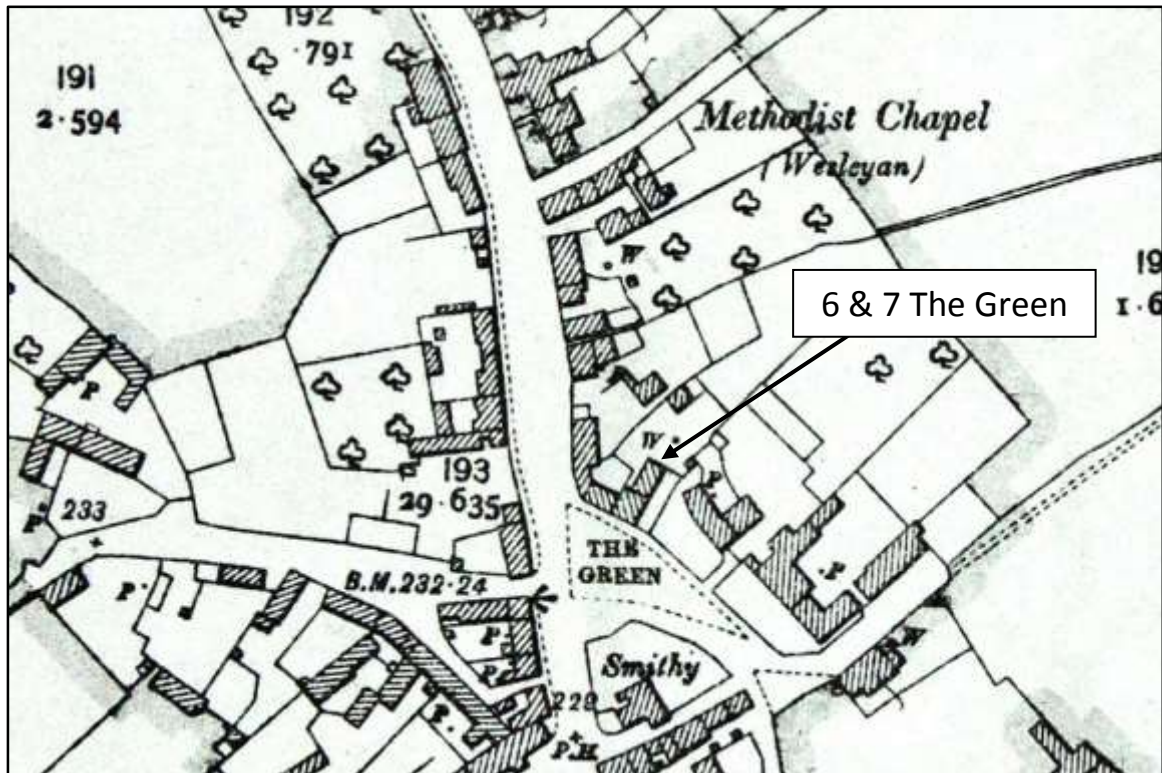 192
·791
191
2·594
Methodist Chapel
(Wesleyan)
W
19
1·6
6 & 7 The Green
P
W
193
29·635
P
233
THE
GREEN
B.M.232·24
P
P
P
W
P
Smithy
P
229
P.H.